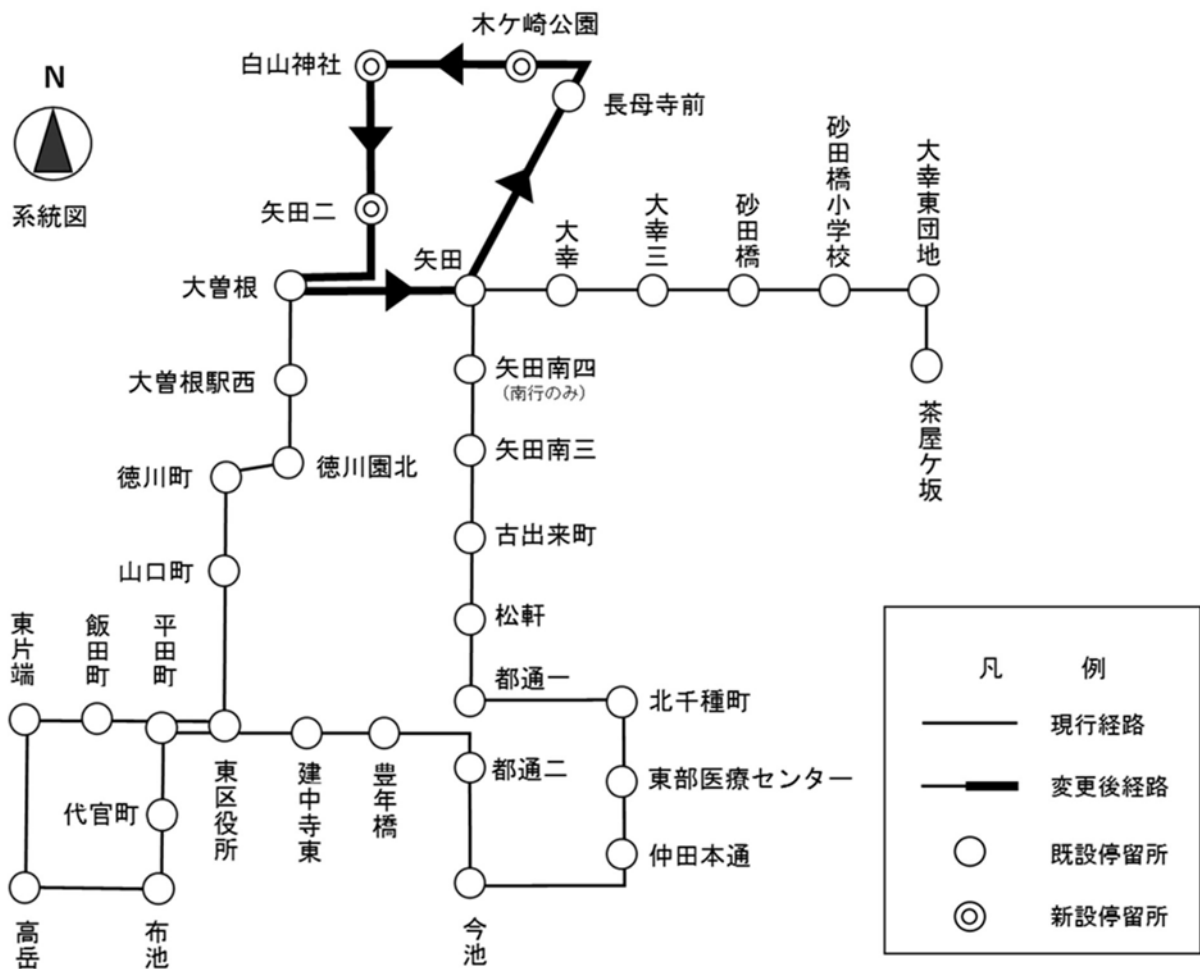 木ケ崎公園
白山神社
N
長母寺前
系統図
矢田二
矢田
大曽根
大幸
大幸三
砂田橋
砂田橋小学校
大幸東団地
茶屋ケ坂
矢田南四
(南行のみ)
大曽根駅西
矢田南三
徳川町
徳川園北
古出来町
山口町
松軒
東片端
飯田町
平田町
都通一
北千種町
都通二
東部医療センター
代官町
東区役所
建中寺東
豊年橋
仲田本通
高岳
布池
今池
凡例
現行経路
変更後経路
既設停留所
新設停留所